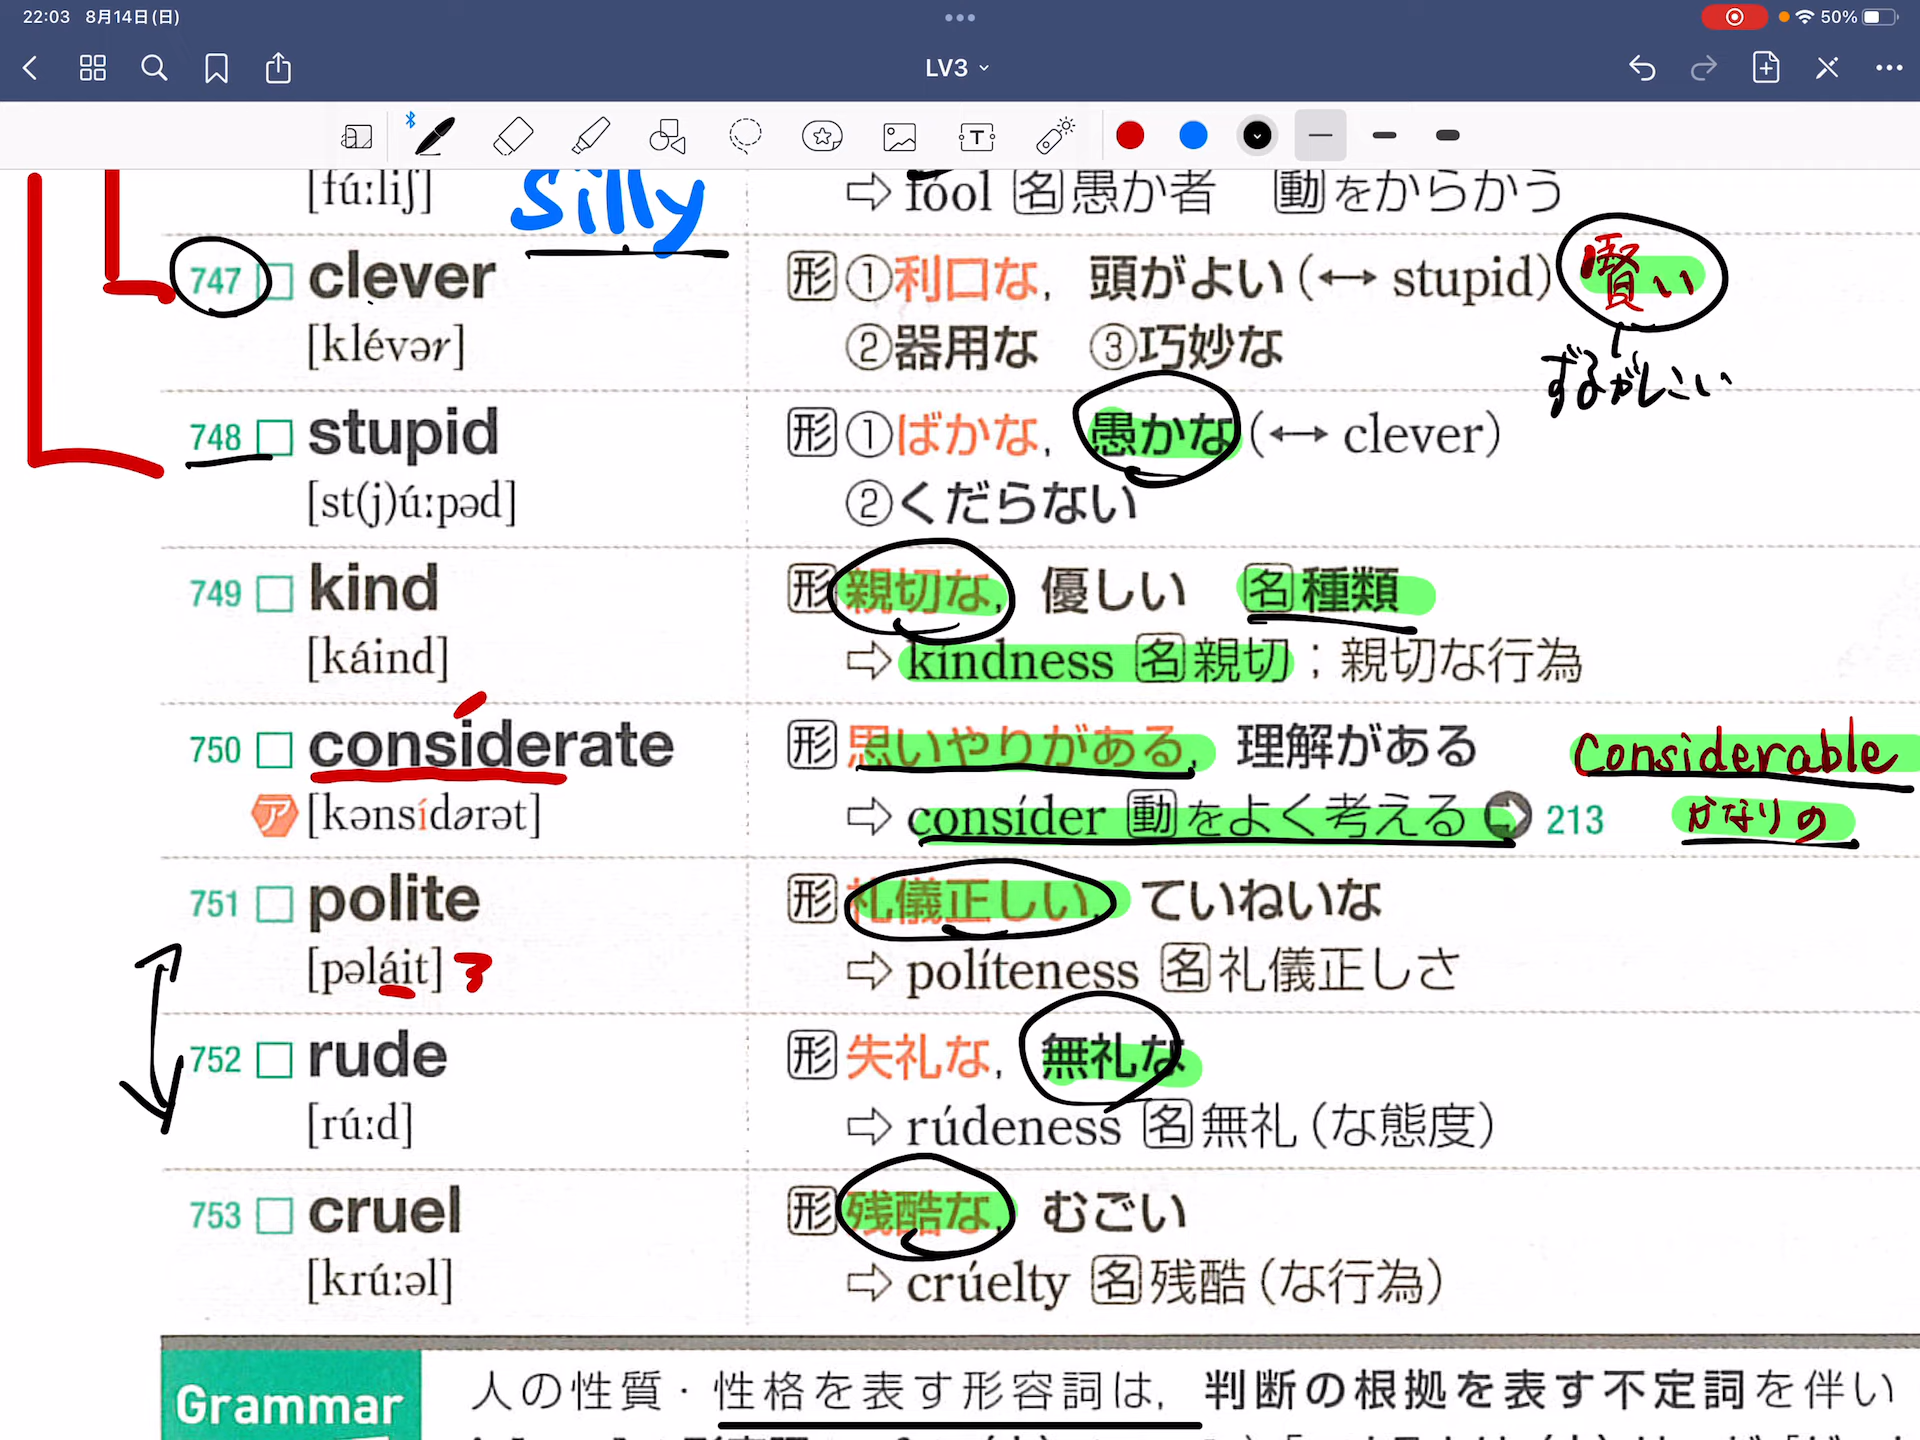 22:03 8月14日(日)
50%
LV3
[fúːliʃ] silly ⇨ fool 名愚か者 動をからかう
747 clever 形①利口な, 頭がよい(↔ stupid) 賢い
[klévər] ②器用な ③巧妙な ずるがしこい
748 stupid 形①ばかな, 愚かな(↔ clever)
[st(j)úːpəd] ②くだらない
749 kind 形親切な, 優しい 名種類
[káind] ⇨ kíndness 名親切；親切な行為
750 considerate 形思いやりがある, 理解がある Considerable
ア [kənsídərət] ⇨ consíder 動をよく考える 213 かなりの
751 polite 形礼儀正しい, ていねいな
[pəláit] ⇨ políteness 名礼儀正しさ
752 rude 形失礼な, 無礼な
[rúːd] ⇨ rúdeness 名無礼(な態度)
753 cruel 形残酷な, むごい
[krúːəl] ⇨ crúelty 名残酷(な行為)
Grammar 人の性質・性格を表す形容詞は, 判断の根拠を表す不定詞を伴い